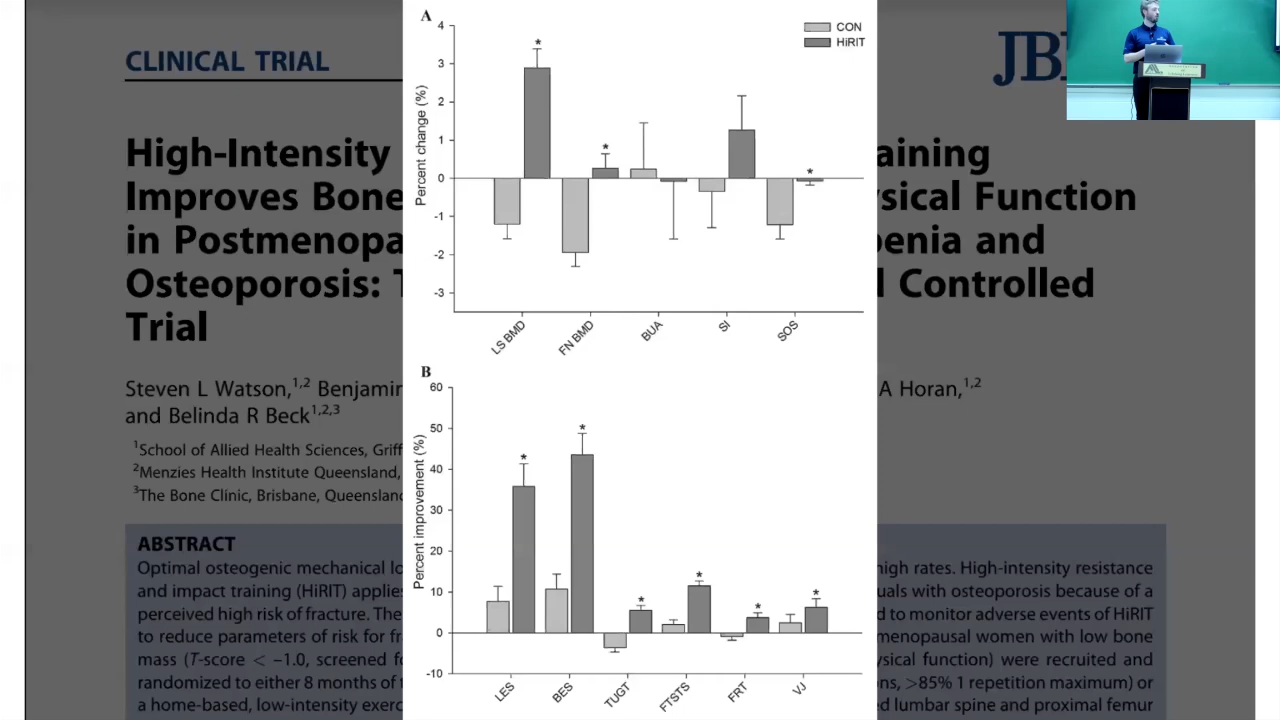 CLINICAL TRIAL
JB
High-Intensity
aining
Improves Bone
sical Function
in Postmenopa
penia and
Osteoporosis: T
l Controlled
Trial
Steven L Watson,1,2 Benjamin
A Horan,1,2
and Belinda R Beck1,2,3
1School of Allied Health Sciences, Griff
2Menzies Health Institute Queensland,
3The Bone Clinic, Brisbane, Queensland
ABSTRACT
Optimal osteogenic mechanical lo
high rates. High-intensity resistance
and impact training (HiRIT) applies
uals with osteoporosis because of a
perceived high risk of fracture. The
d to monitor adverse events of HiRIT
to reduce parameters of risk for fr
menopausal women with low bone
mass (T-score < –1.0, screened fo
ysical function) were recruited and
randomized to either 8 months of t
ons, >85% 1 repetition maximum) or
a home-based, low-intensity exerc
ed lumbar spine and proximal femur
A
CON
HiRIT
Percent change (%)
4
3
2
1
0
-1
-2
-3
* * *
LS BMD
FN BMD
BUA
SI
SOS
B
Percent improvement (%)
60
50
40
30
20
10
0
-10
* * * * * *
LES
BES
TUGT
FTSTS
FRT
VJ